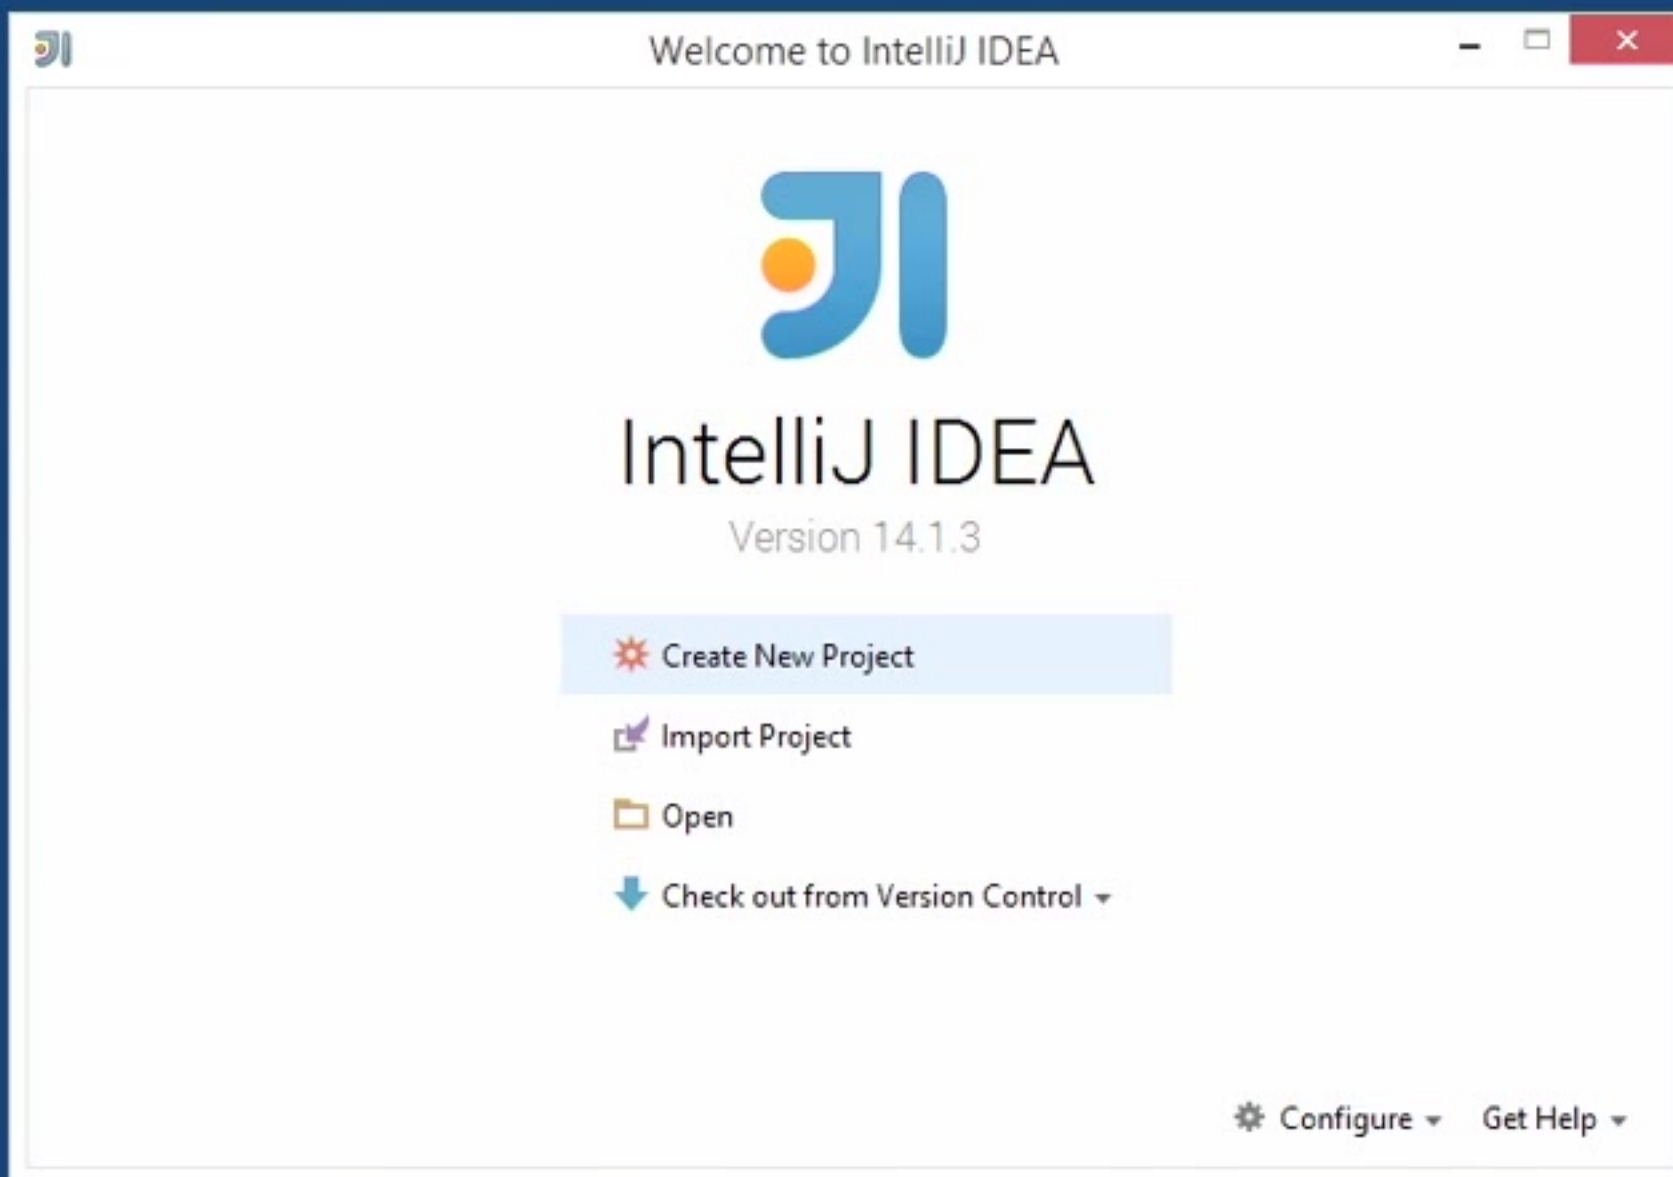 Welcome to IntelliJ IDEA
IntelliJ IDEA
Version 14.1.3
Create New Project
Import Project
Open
Check out from Version Control
Configure
Get Help